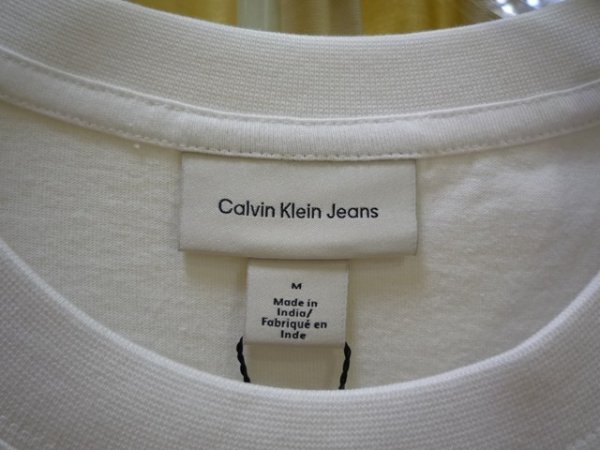 Calvin Klein Jeans
M
Made in
India/
Fabriqué en
Inde